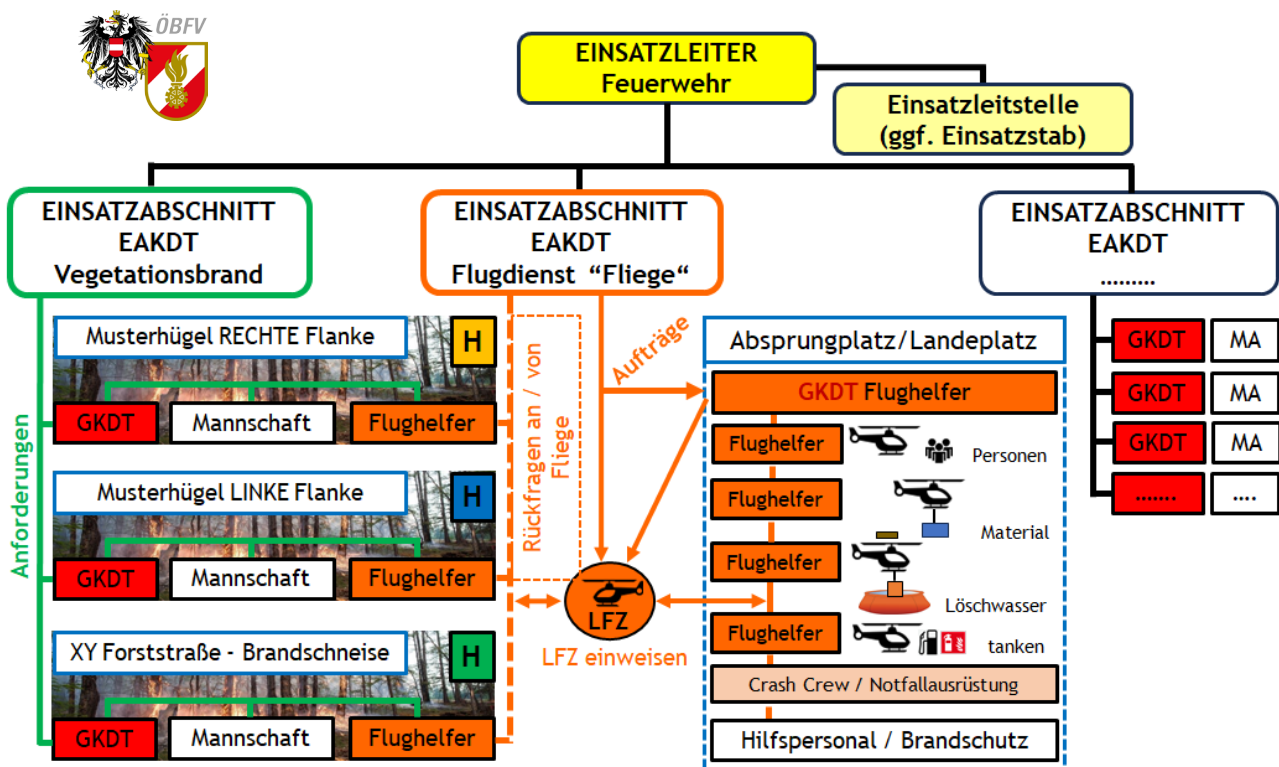 ÖBFV
EINSATZLEITER
Feuerwehr
Einsatzleitstelle
(ggf. Einsatzstab)
EINSATZABSCHNITT
EAKDT
Vegetationsbrand
EINSATZABSCHNITT
EAKDT
Flugdienst "Fliege“
EINSATZABSCHNITT
EAKDT
.........
Anforderungen
Musterhügel RECHTE Flanke
H
GKDT
Mannschaft
Flughelfer
Musterhügel LINKE Flanke
H
GKDT
Mannschaft
Flughelfer
XY Forststraße - Brandschneise
H
GKDT
Mannschaft
Flughelfer
Rückfragen an / von
Fliege
Aufträge
LFZ
LFZ einweisen
Absprungplatz/Landeplatz
GKDT Flughelfer
Flughelfer
Personen
Flughelfer
Material
Flughelfer
Löschwasser
Flughelfer
tanken
Crash Crew / Notfallausrüstung
Hilfspersonal / Brandschutz
GKDT
MA
GKDT
MA
GKDT
MA
.......
....